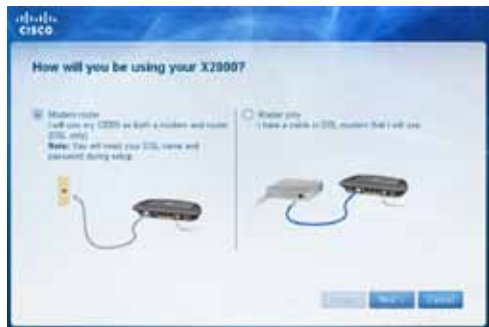 CISCO
How will you be using your X2000?
Modem router
I will use my X2000 as both a modem and router
(DSL only)
Note: You will need your DSL name and
password during setup
Router only
I have a cable or DSL modem that I will use
Next
Cancel